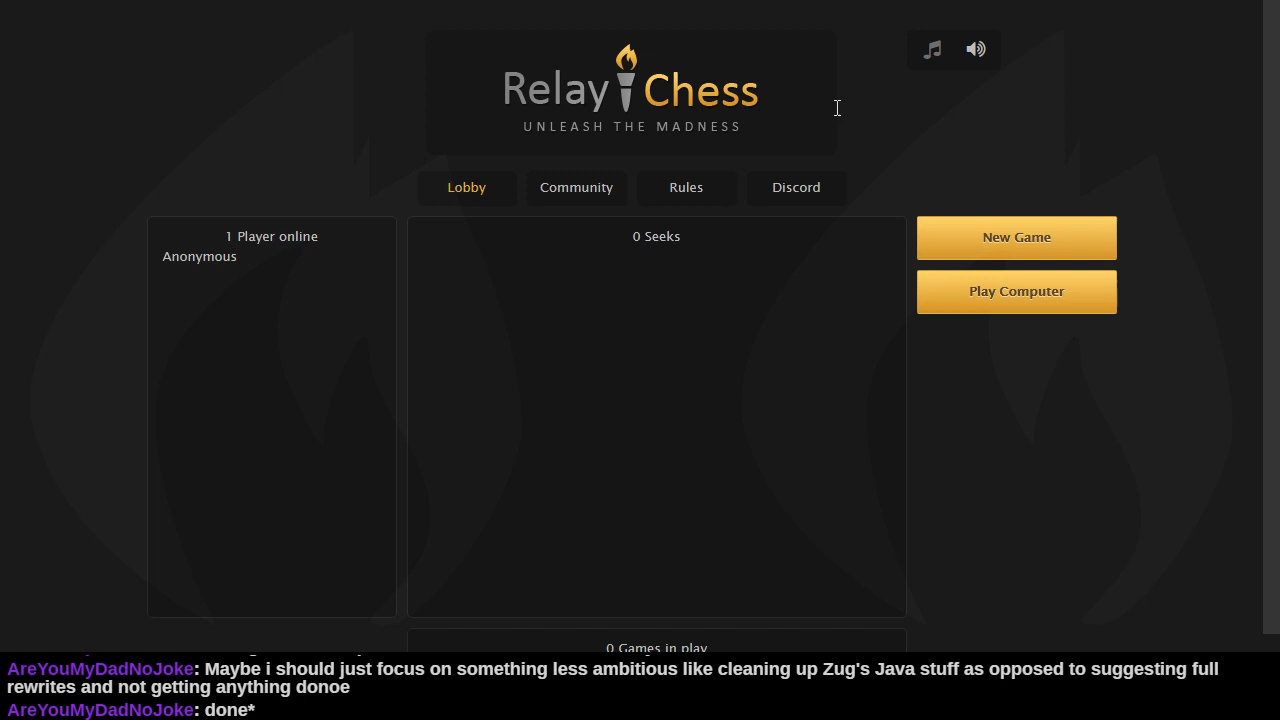 Relay Chess
UNLEASH THE MADNESS
Lobby
Community
Rules
Discord
1 Player online
Anonymous
0 Seeks
New Game
Play Computer
0 Games in play
AreYouMyDadNoJoke: Maybe i should just focus on something less ambitious like cleaning up Zug's Java stuff as opposed to suggesting full
rewrites and not getting anything donoe
AreYouMyDadNoJoke: done*